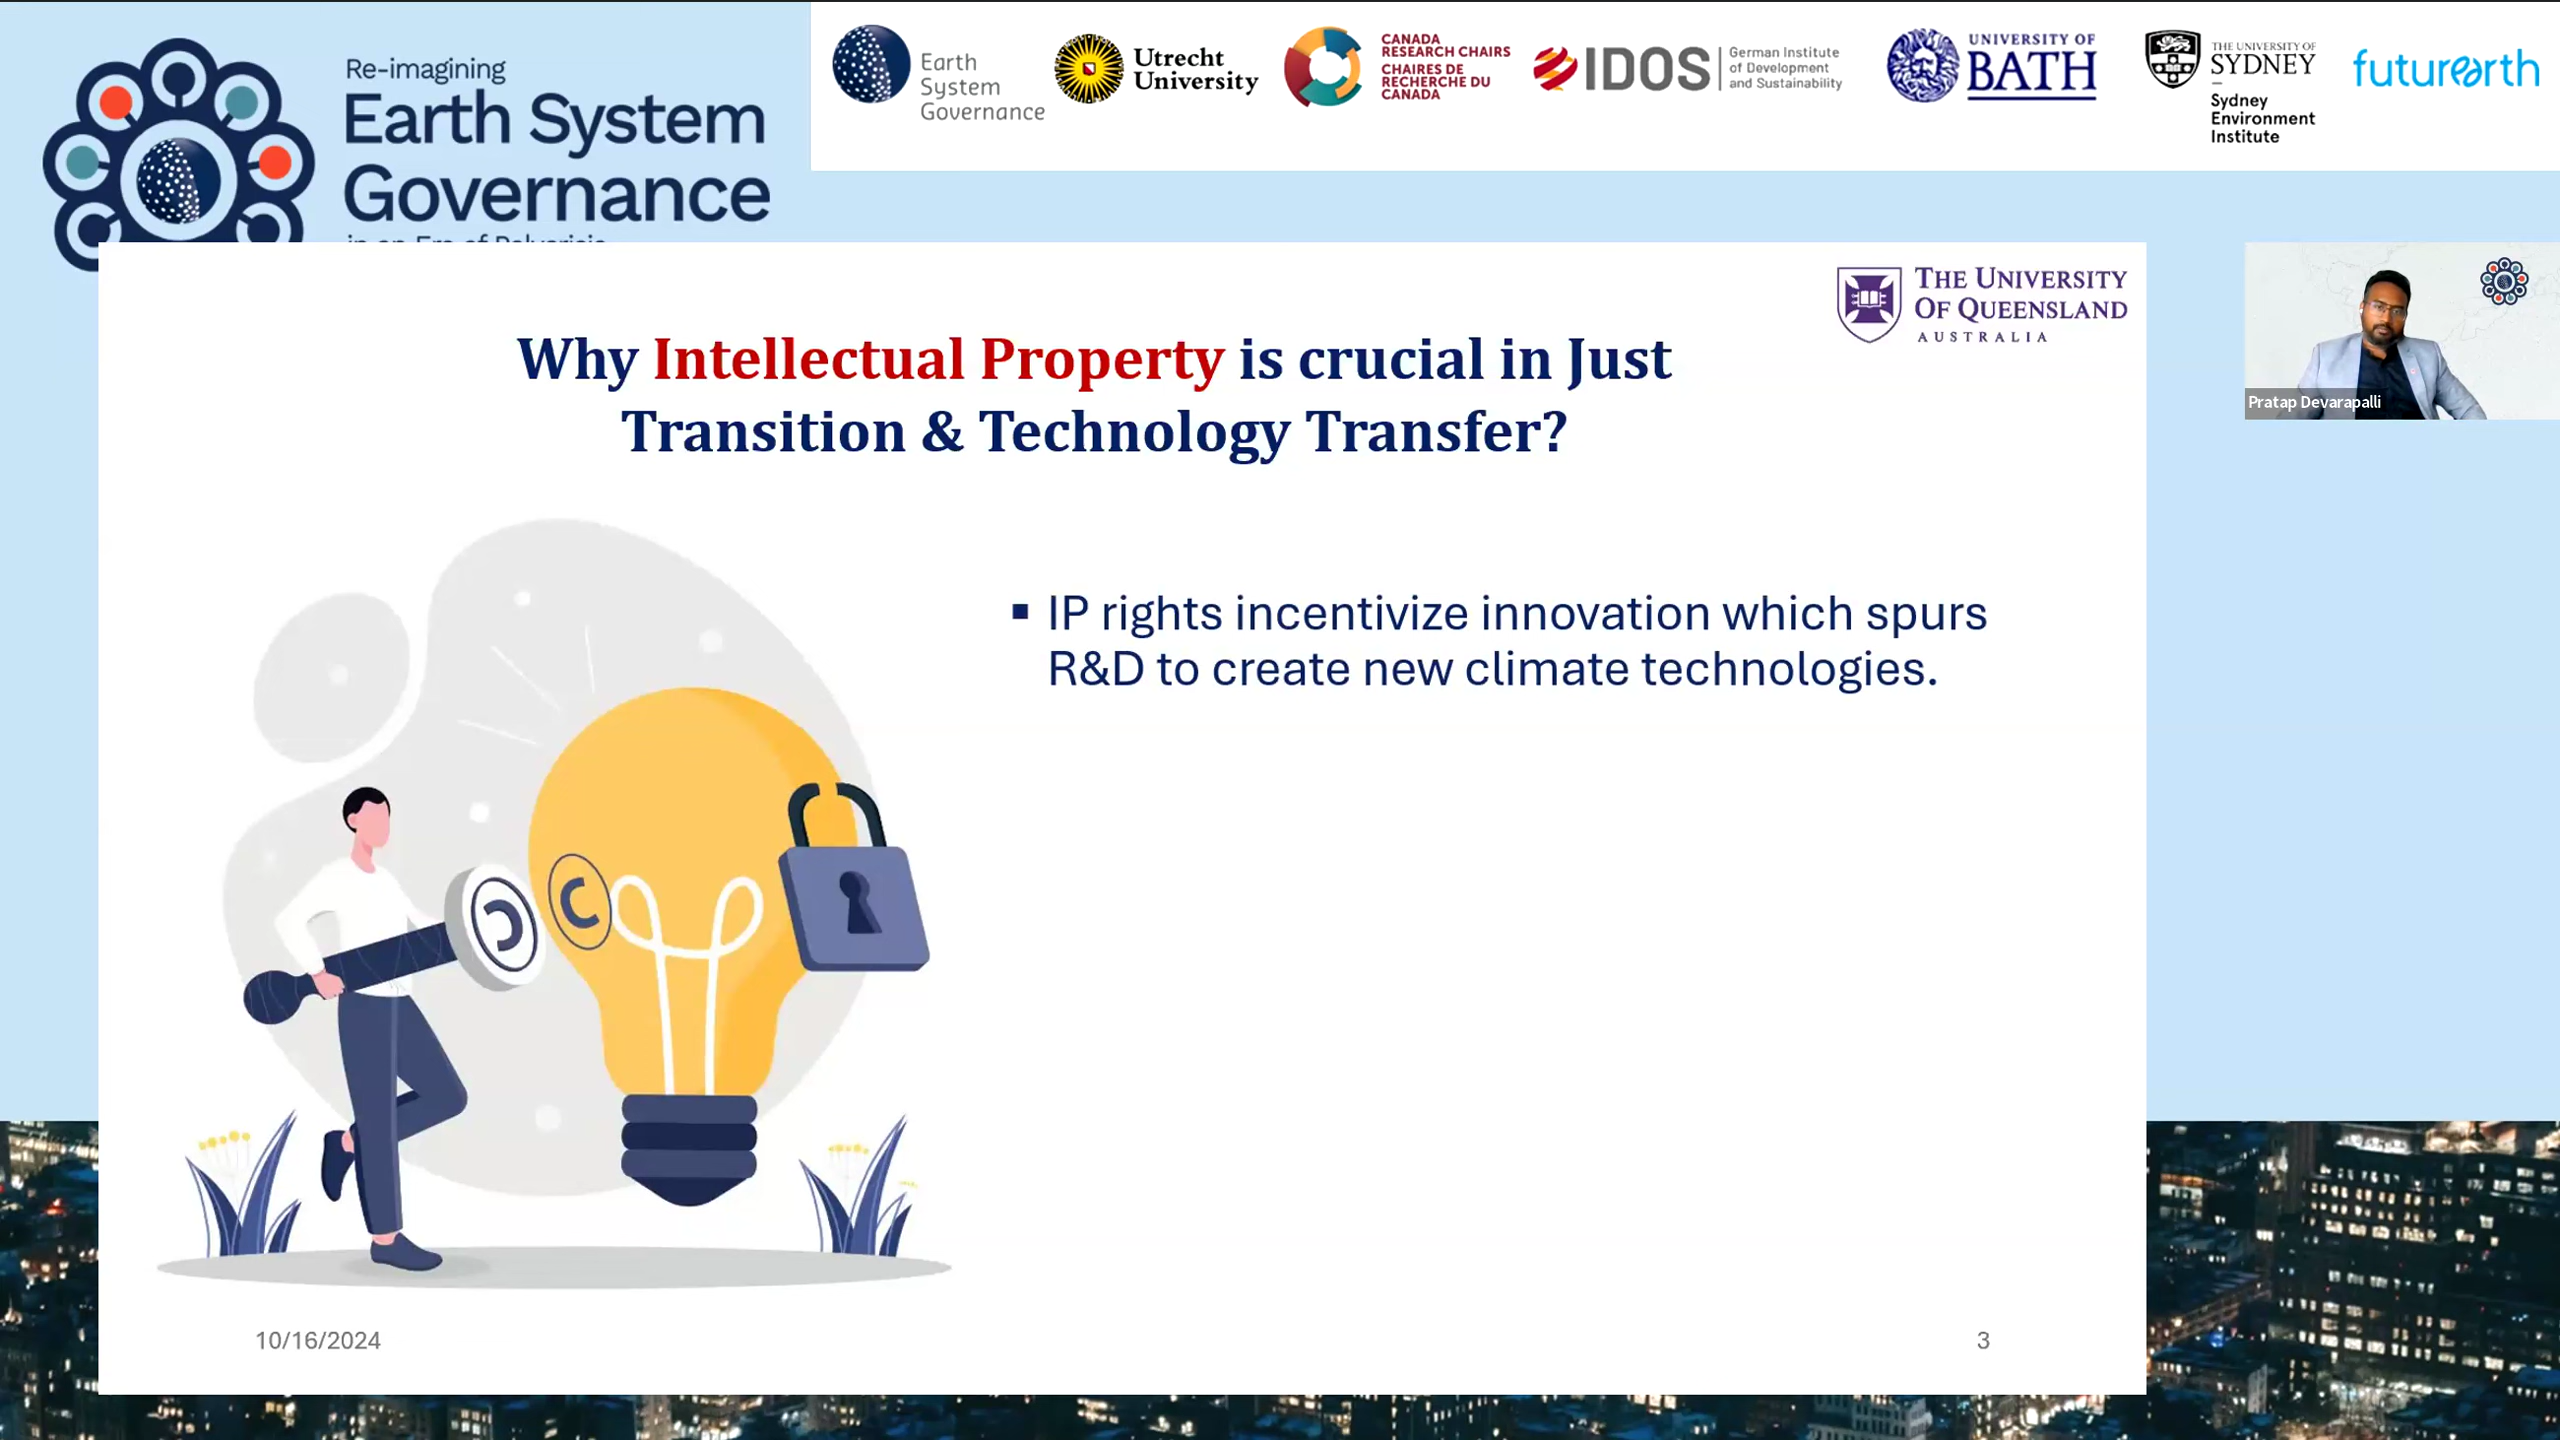 Re-imagining
Earth System
Governance
in an Era of Polycrisis
Earth
System
Governance
Utrecht
University
CANADA
RESEARCH CHAIRS
CHAIRES DE
RECHERCHE DU
CANADA
IDOS
German Institute
of Development
and Sustainability
UNIVERSITY OF
BATH
THE UNIVERSITY OF
SYDNEY
Sydney
Environment
Institute
futurearth
THE UNIVERSITY
OF QUEENSLAND
AUSTRALIA
Why Intellectual Property is crucial in Just
Transition & Technology Transfer?
Pratap Devarapalli
▪ IP rights incentivize innovation which spurs
R&D to create new climate technologies.
C
C
10/16/2024
3